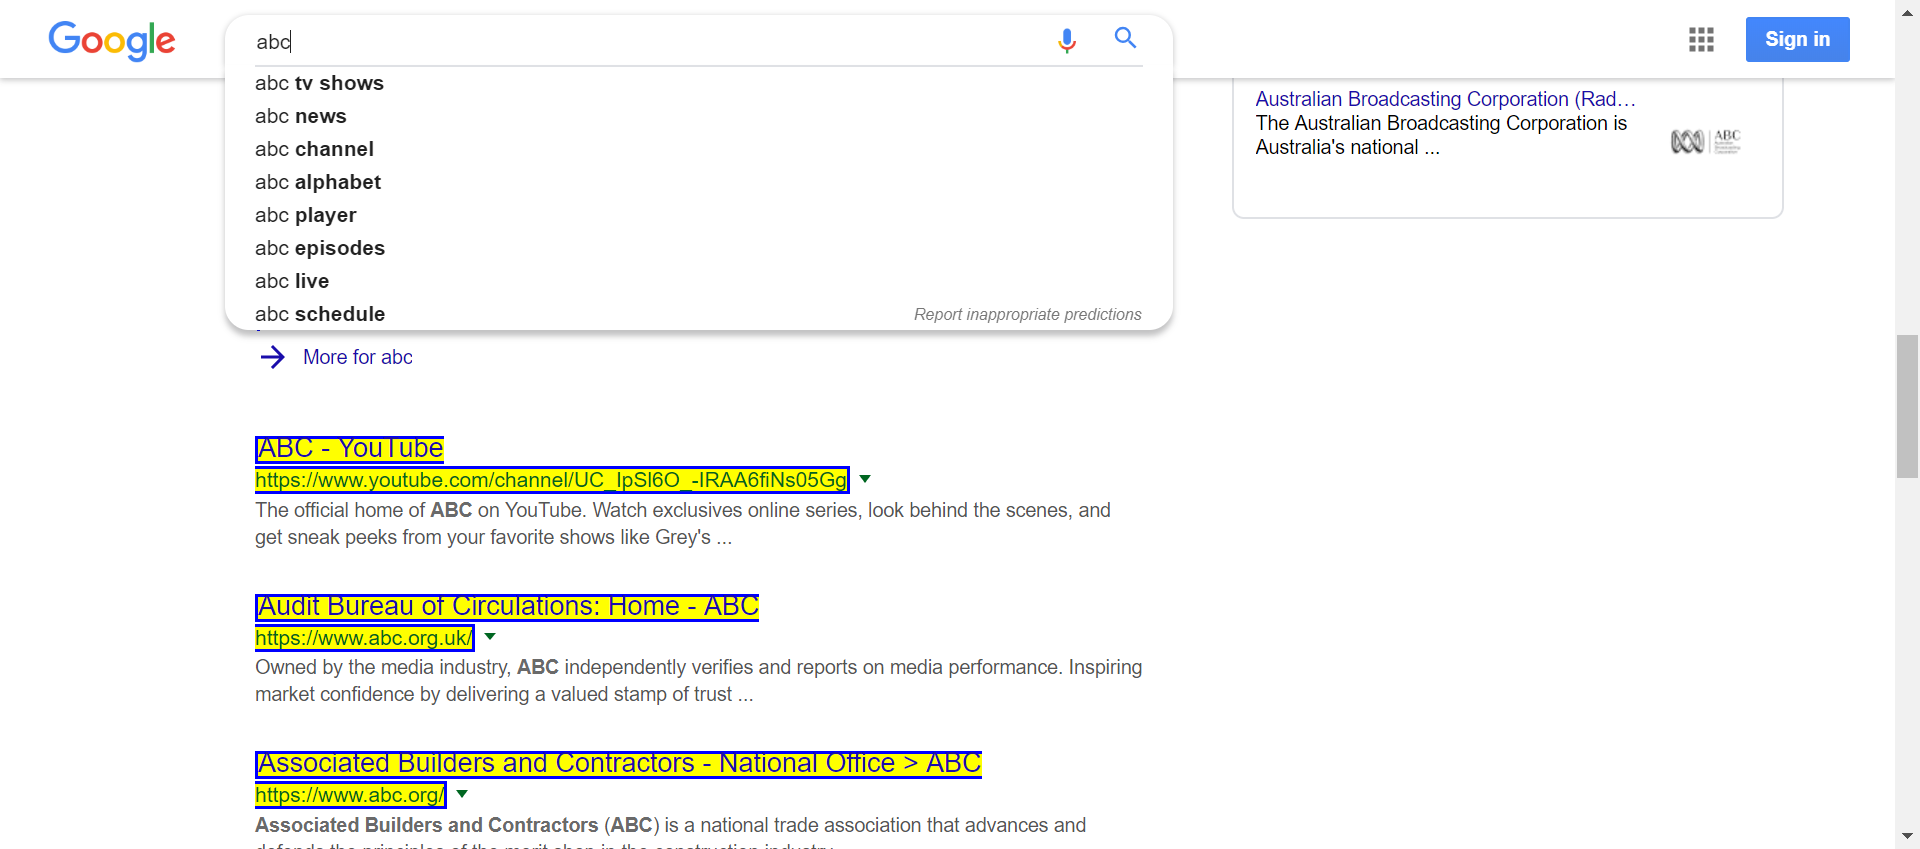 Google
abc
Sign in
abc tv shows
abc news
abc channel
abc alphabet
abc player
abc episodes
abc live
abc schedule
Report inappropriate predictions
Australian Broadcasting Corporation (Rad...
The Australian Broadcasting Corporation is
Australia's national ...
ABC
More for abc
ABC - YouTube
https://www.youtube.com/channel/UC_IpSl6O_-IRAA6fiNs05Gg
The official home of ABC on YouTube. Watch exclusives online series, look behind the scenes, and
get sneak peeks from your favorite shows like Grey's ...
Audit Bureau of Circulations: Home - ABC
https://www.abc.org.uk/
Owned by the media industry, ABC independently verifies and reports on media performance. Inspiring
market confidence by delivering a valued stamp of trust ...
Associated Builders and Contractors - National Office > ABC
https://www.abc.org/
Associated Builders and Contractors (ABC) is a national trade association that advances and